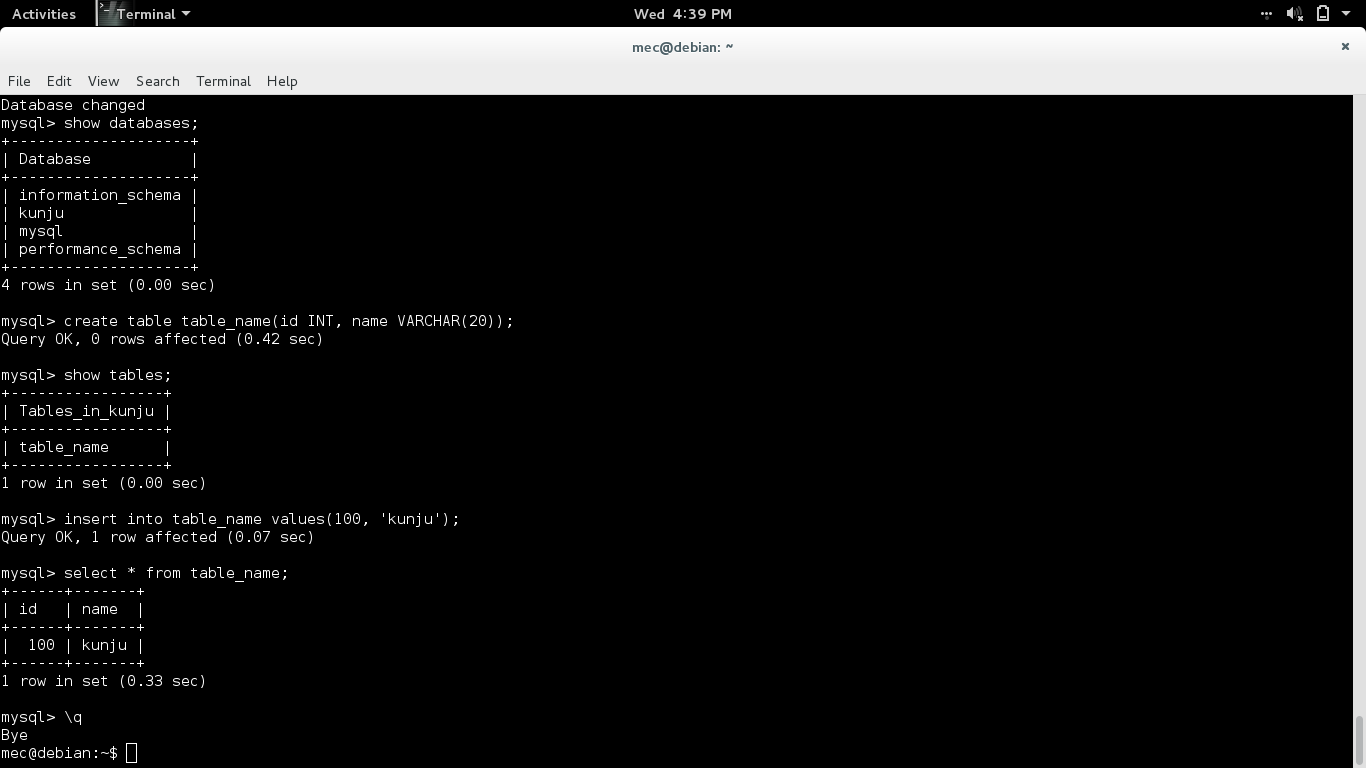 Activities Terminal Wed 4:39 PM
mec@debian: ~ ×
File Edit View Search Terminal Help
Database changed
mysql> show databases;
+--------------------+
| Database           |
+--------------------+
| information_schema |
| kunju              |
| mysql              |
| performance_schema |
+--------------------+
4 rows in set (0.00 sec)

mysql> create table table_name(id INT, name VARCHAR(20));
Query OK, 0 rows affected (0.42 sec)

mysql> show tables;
+-----------------+
| Tables_in_kunju |
+-----------------+
| table_name      |
+-----------------+
1 row in set (0.00 sec)

mysql> insert into table_name values(100, 'kunju');
Query OK, 1 row affected (0.07 sec)

mysql> select * from table_name;
+------+-------+
| id   | name  |
+------+-------+
|  100 | kunju |
+------+-------+
1 row in set (0.33 sec)

mysql> \q
Bye
mec@debian:~$